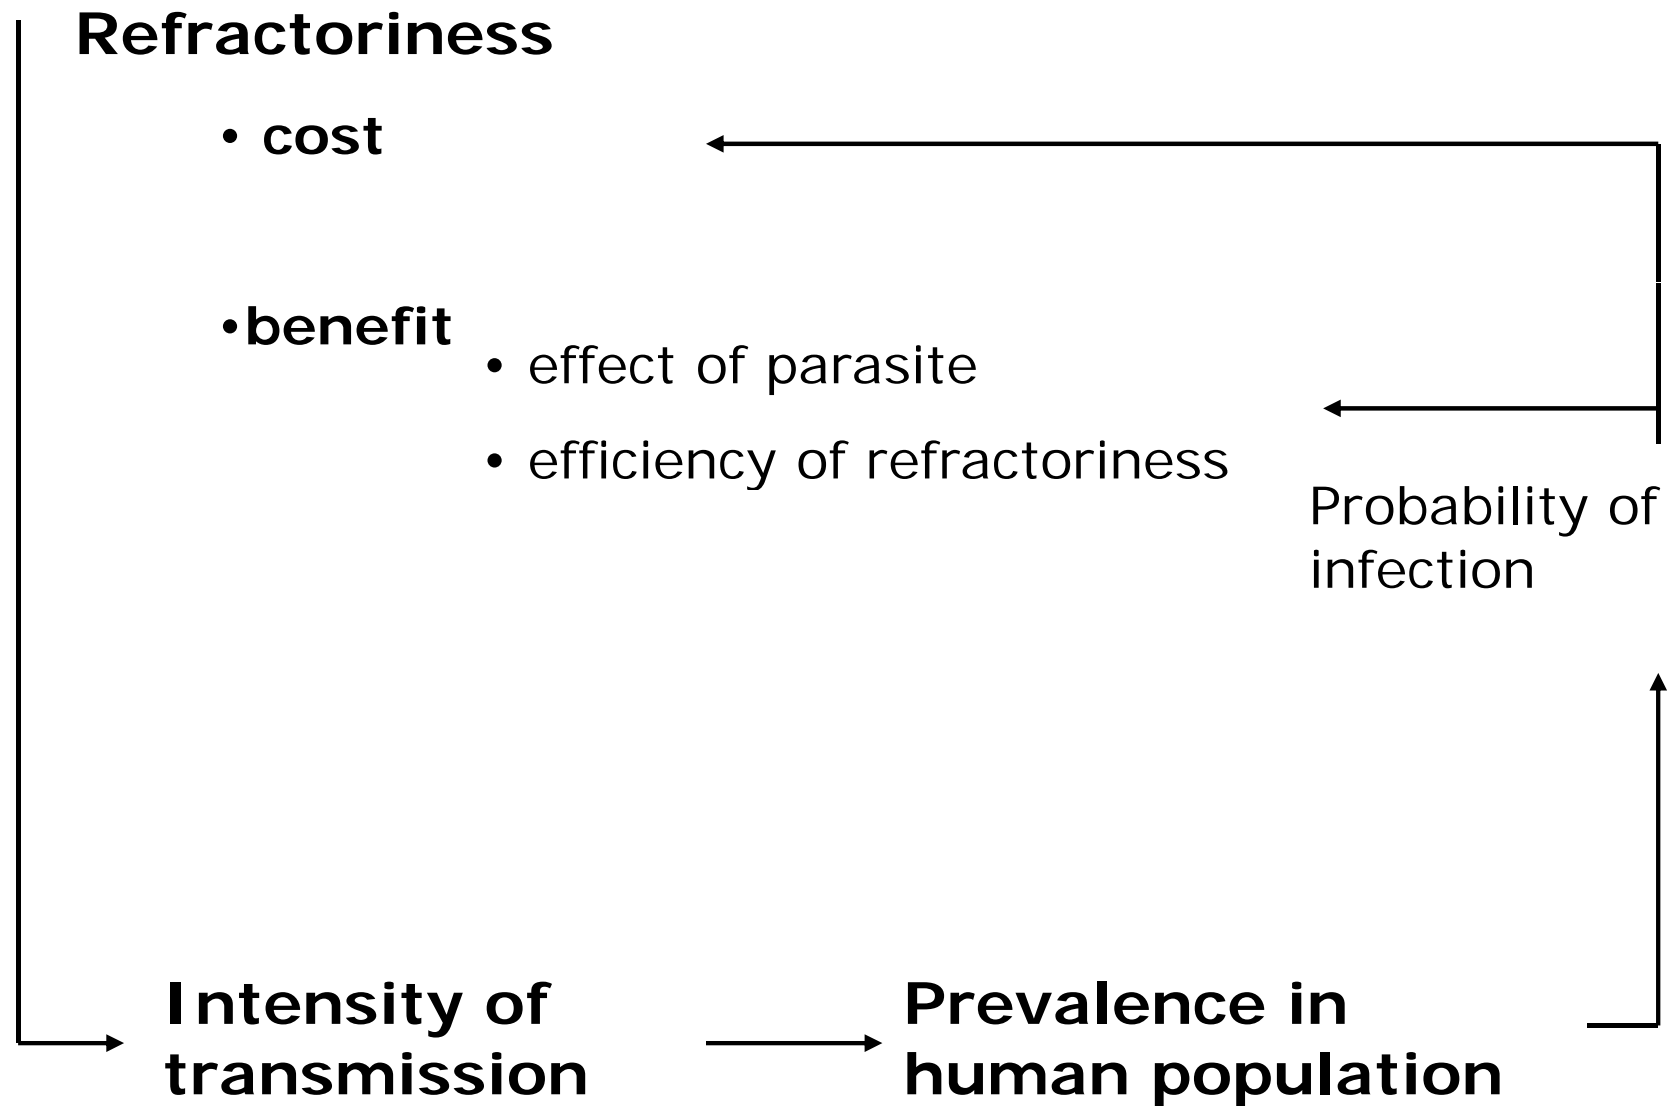 Refractoriness
• cost
•benefit
• effect of parasite
• efficiency of refractoriness
Probability of
infection
Intensity of
transmission
Prevalence in
human population